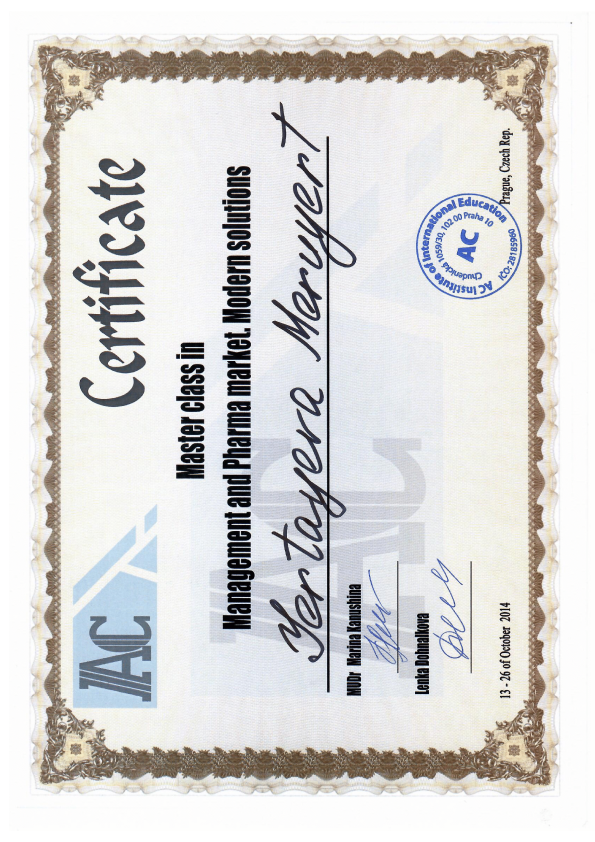 AC
Certificate
Master class in
Management and Pharma market. Modern solutions
Yertayeva Meruyert
MUDr Marina Kanushina
Lenka Dohnalkova
13 - 26 of October 2014
Prague, Czech Rep.
AC Institute of International Education
Chudenická 1059/30, 102 00 Praha 10
AC
IČO: 28185960